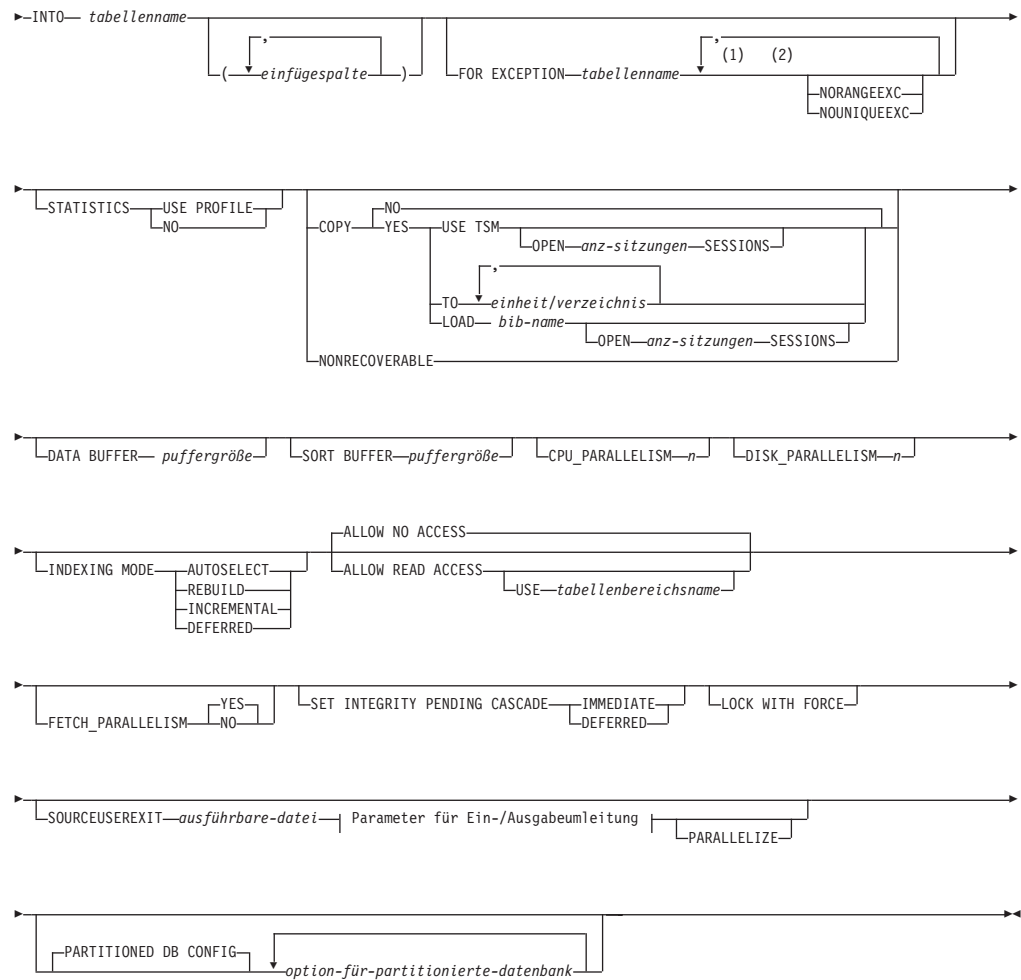 INTO tabellenname
,
( einfügespalte )
FOR EXCEPTION tabellenname
,
(1) (2)
NORANGEEXC
NOUNIQUEEXC
STATISTICS USE PROFILE
NO
COPY NO
YES USE TSM
OPEN anz-sitzungen SESSIONS
,
TO einheit/verzeichnis
LOAD bib-name
OPEN anz-sitzungen SESSIONS
NONRECOVERABLE
DATA BUFFER puffergröße SORT BUFFER puffergröße CPU_PARALLELISM n DISK_PARALLELISM n
INDEXING MODE AUTOSELECT
REBUILD
INCREMENTAL
DEFERRED
ALLOW NO ACCESS
ALLOW READ ACCESS
USE tabellenbereichsname
FETCH_PARALLELISM YES
NO
SET INTEGRITY PENDING CASCADE IMMEDIATE
DEFERRED
LOCK WITH FORCE
SOURCEUSEREXIT ausführbare-datei Parameter für Ein-/Ausgabeumleitung
PARALLELIZE
PARTITIONED DB CONFIG
option-für-partitionierte-datenbank